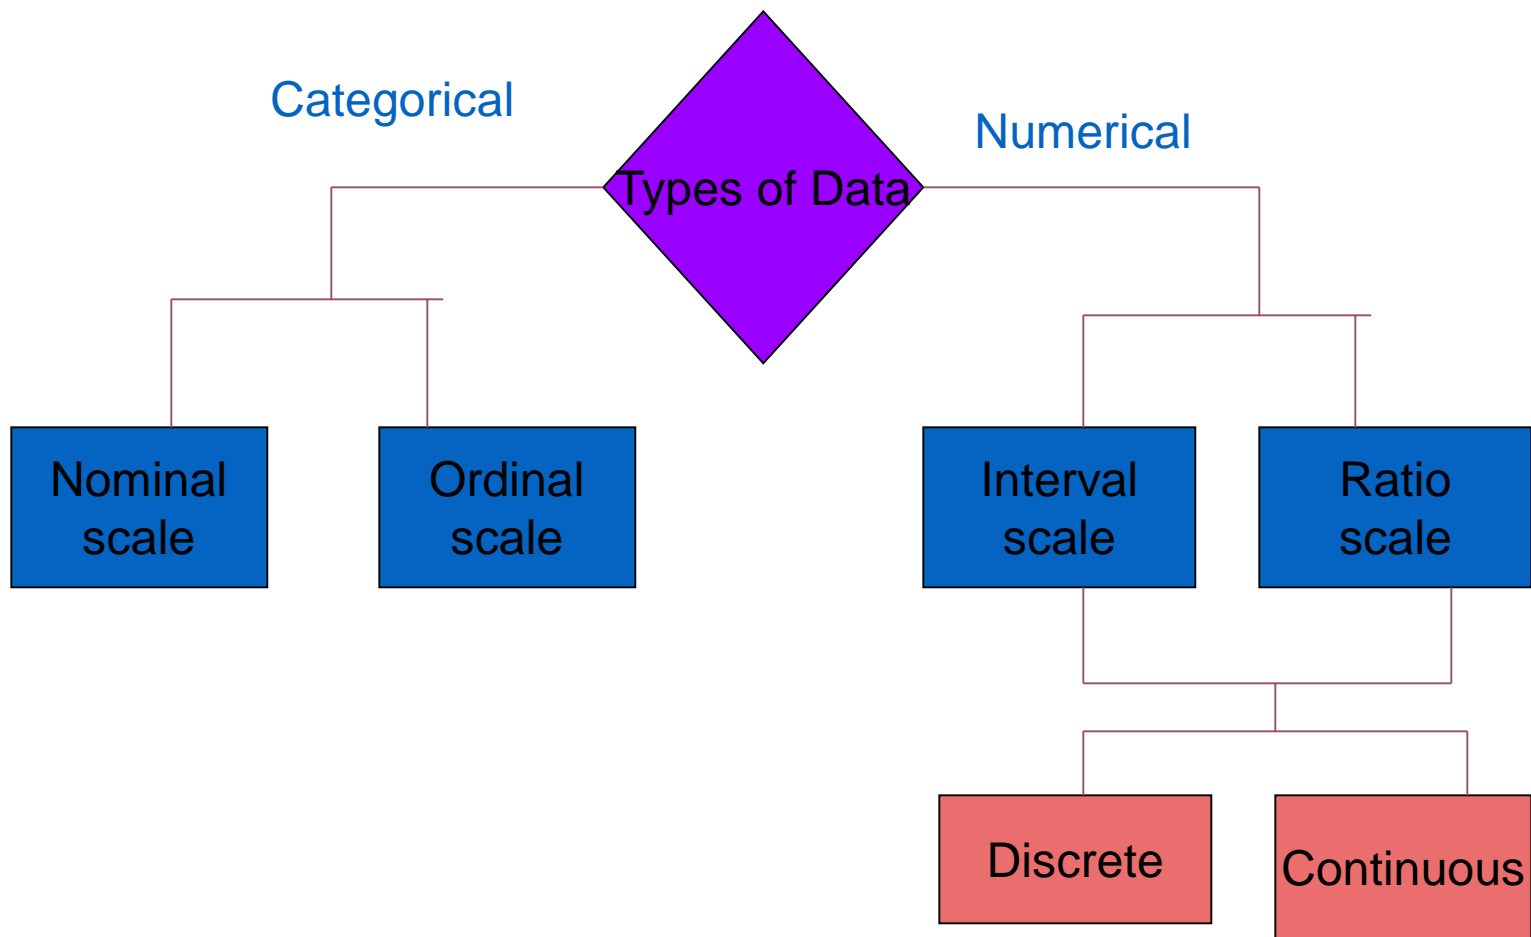 Categorical
Numerical
Types of Data
Nominal
scale
Ordinal
scale
Interval
scale
Ratio
scale
Discrete
Continuous